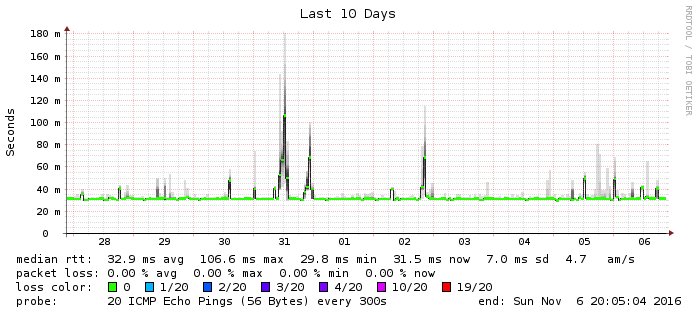 Last 10 Days
RRDTOOL / TOBI OETIKER
Seconds
180 m
160 m
140 m
120 m
100 m
80 m
60 m
40 m
20 m
0
28 29 30 31 01 02 03 04 05 06
median rtt: 32.9 ms avg 106.6 ms max 29.8 ms min 31.5 ms now 7.0 ms sd 4.7 am/s
packet loss: 0.00 % avg 0.00 % max 0.00 % min 0.00 % now
loss color: 0 1/20 2/20 3/20 4/20 10/20 19/20
probe: 20 ICMP Echo Pings (56 Bytes) every 300s end: Sun Nov 6 20:05:04 2016